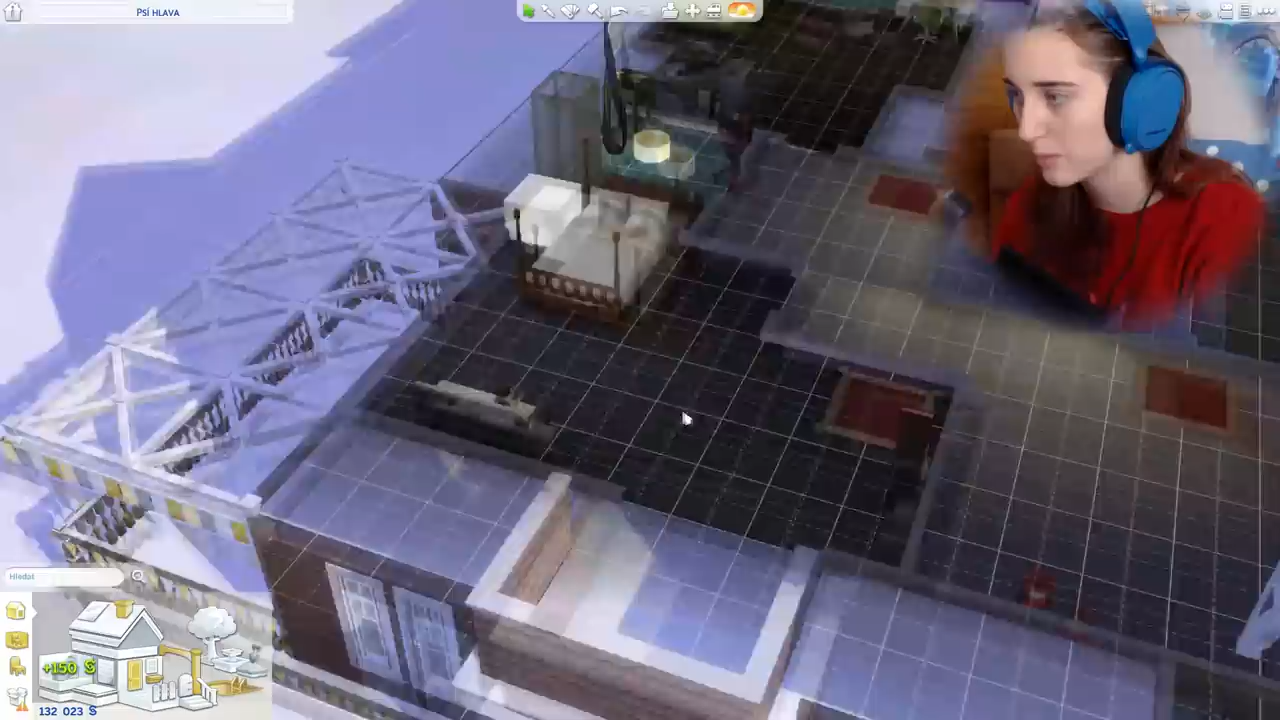 PSÍ HLAVA
Hledat
+150 $
132 023 $